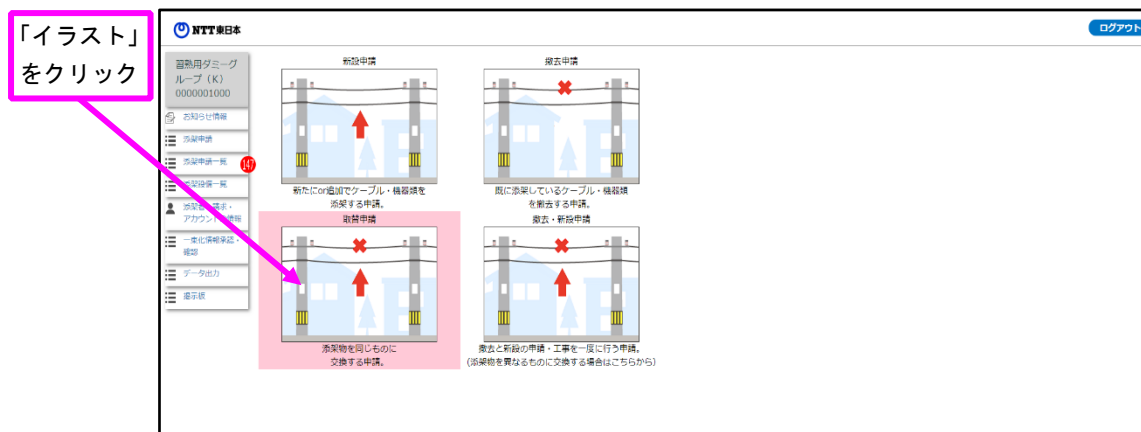 「イラスト」
をクリック
NTT東日本
ログアウト
習熟用ダミーグ
ループ（K）
0000001000
お知らせ情報
添架申請
添架申請一覧
147
添架設備一覧
アカウント
情報
一束化情報承諾・
確認
データ出力
掲示板
新設申請
新たにor追加でケーブル・機器類を
添架する申請。
撤去申請
既に添架しているケーブル・機器類
を撤去する申請。
取替申請
添架物を同じものに
交換する申請。
撤去・新設申請
撤去と新設の申請・工事を一度に行う申請。
(添架物を異なるものに交換する場合はこちらから)